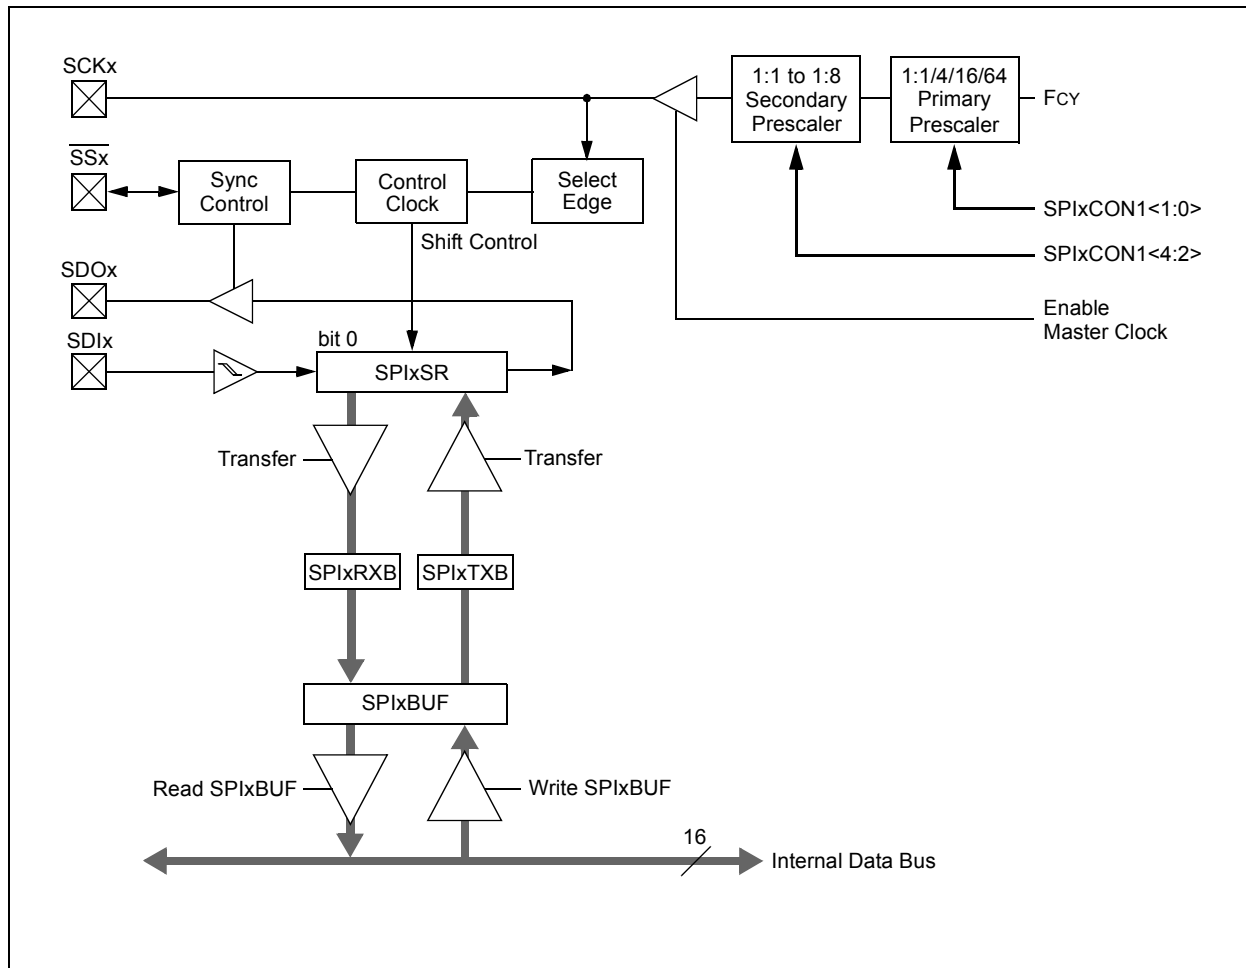 SCKx
1:1 to 1:8
Secondary
Prescaler
1:1/4/16/64
Primary
Prescaler
FCY
SSx
Sync
Control
Control
Clock
Select
Edge
SPIxCON1<1:0>
Shift Control
SPIxCON1<4:2>
SDOx
Enable
Master Clock
SDIx
bit 0
SPIxSR
Transfer
Transfer
SPIxRXB
SPIxTXB
SPIxBUF
Read SPIxBUF
Write SPIxBUF
16
Internal Data Bus